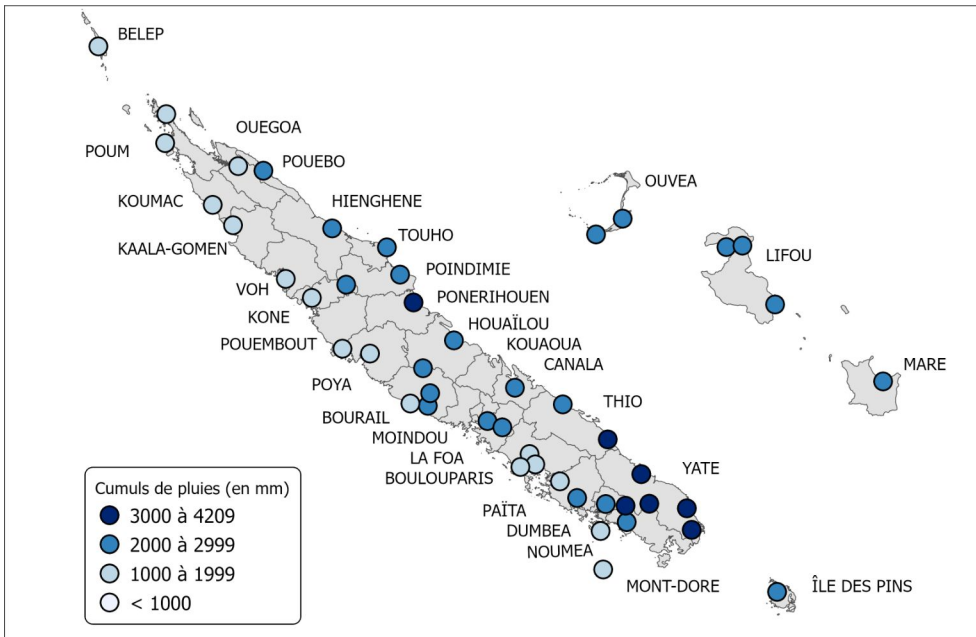 BELEP
OUEGOA
POUM
POUEBO
OUVEA
KOUMAC
HIENGHENE
TOUHO
KAALA-GOMEN
LIFOU
POINDIMIE
VOH
PONERIHOUEN
KONE
HOUAÏLOU
POUEMBOUT
KOUAOUA
CANALA
MARE
POYA
THIO
BOURAIL
MOINDOU
LA FOA
YATE
BOULOUPARIS
PAÏTA
DUMBEA
NOUMEA
MONT-DORE
ÎLE DES PINS
Cumuls de pluies (en mm)
3000 à 4209
2000 à 2999
1000 à 1999
< 1000